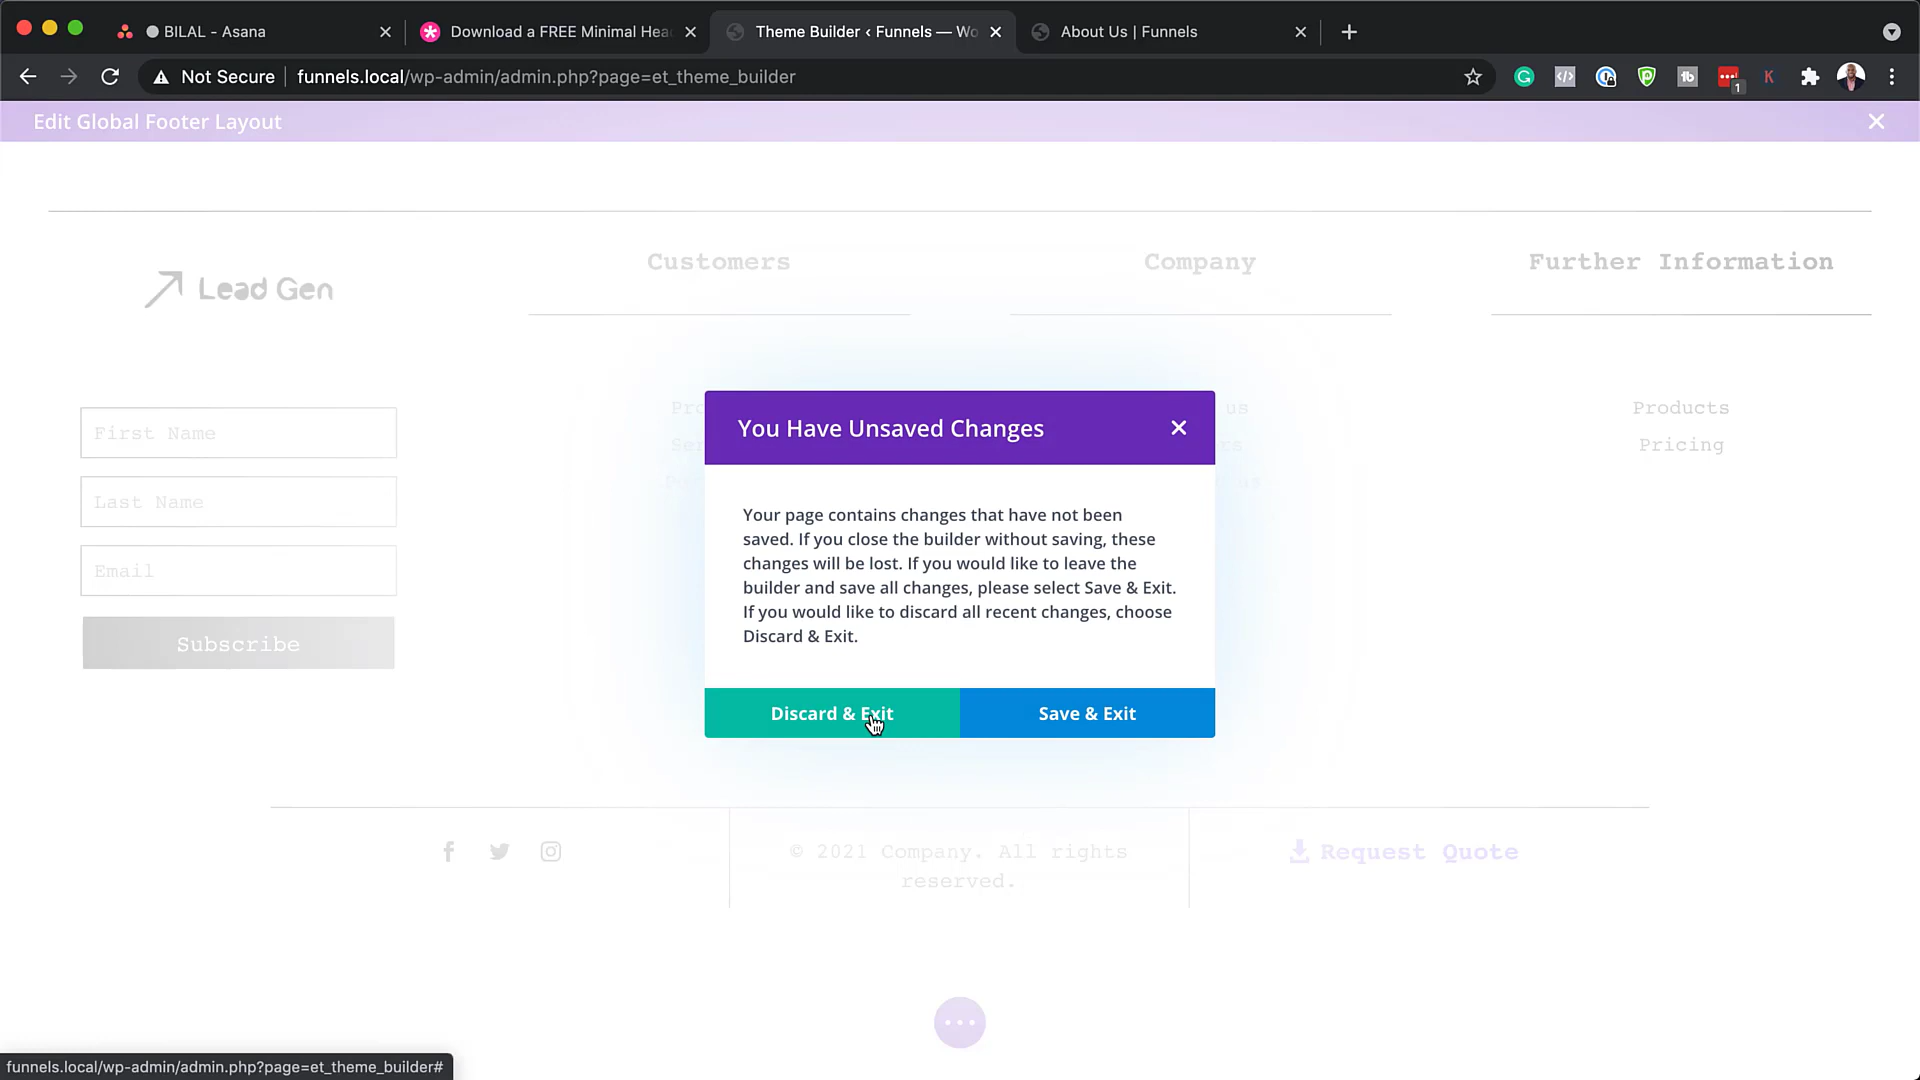 BILAL - Asana
Download a FREE Minimal Hea
Theme Builder ‹ Funnels — Wo
About Us | Funnels
Not Secure
funnels.local/wp-admin/admin.php?page=et_theme_builder
1
Edit Global Footer Layout
Lead Gen
Customers
Company
Further Information
First Name
Last Name
Email
Subscribe
You Have Unsaved Changes
us
Products
Pricing
as
Your page contains changes that have not been
saved. If you close the builder without saving, these
changes will be lost. If you would like to leave the
builder and save all changes, please select Save & Exit.
If you would like to discard all recent changes, choose
Discard & Exit.
Discard & Exit
Save & Exit
© 2021 Company. All rights
reserved.
Request Quote
funnels.local/wp-admin/admin.php?page=et_theme_builder#